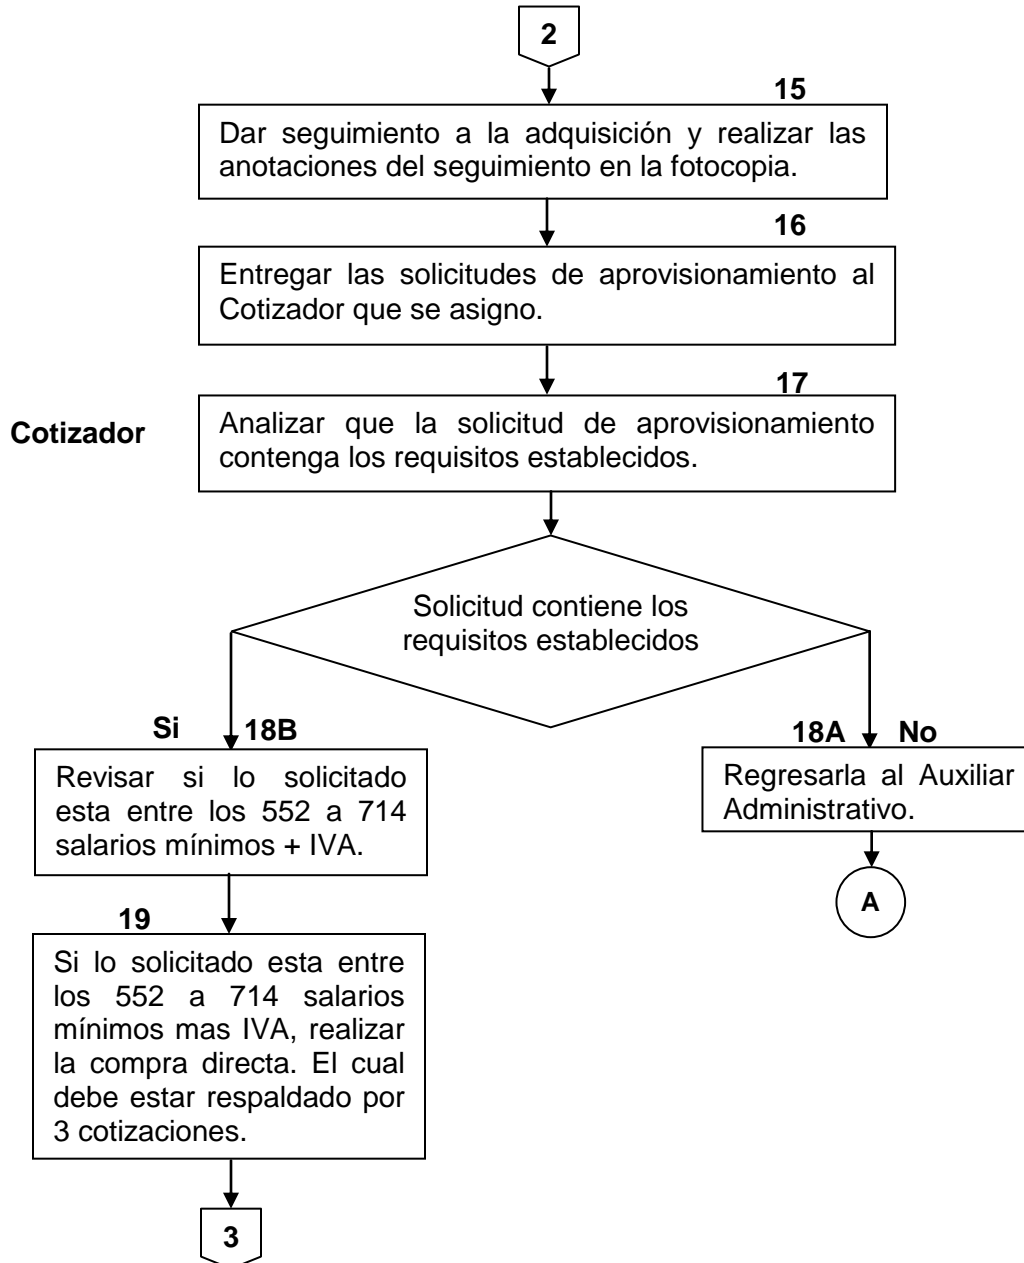 2
15
Dar seguimiento a la adquisición y realizar las
anotaciones del seguimiento en la fotocopia.
16
Entregar las solicitudes de aprovisionamiento al
Cotizador que se asigno.
17
Cotizador
Analizar que la solicitud de aprovisionamiento
contenga los requisitos establecidos.
Solicitud contiene los
requisitos establecidos
Si 18B
Revisar si lo solicitado
esta entre los 552 a 714
salarios mínimos + IVA.
18A No
Regresarla al Auxiliar
Administrativo.
A
19
Si lo solicitado esta entre
los 552 a 714 salarios
mínimos mas IVA, realizar
la compra directa. El cual
debe estar respaldado por
3 cotizaciones.
3